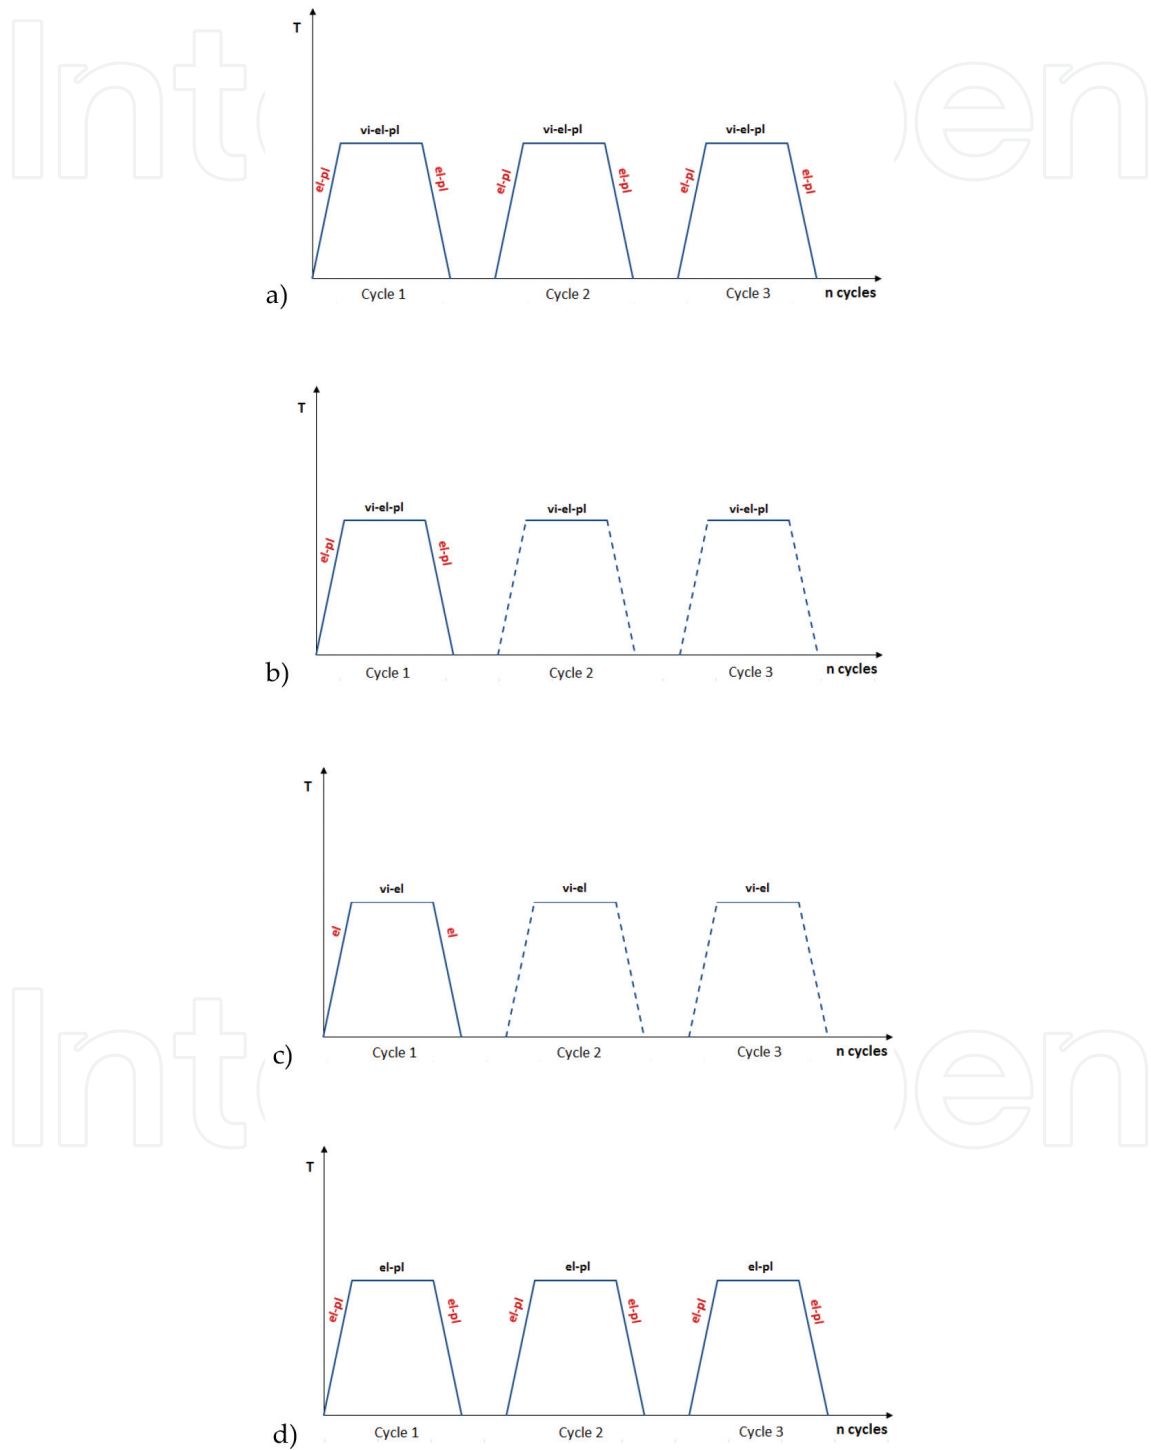 T
vi-el-pl vi-el-pl vi-el-pl
el-pl el-pl el-pl el-pl el-pl el-pl
a) Cycle 1 Cycle 2 Cycle 3 n cycles
T
vi-el-pl vi-el-pl vi-el-pl
el-pl el-pl
b) Cycle 1 Cycle 2 Cycle 3 n cycles
T
vi-el vi-el vi-el
el el
c) Cycle 1 Cycle 2 Cycle 3 n cycles
T
el-pl el-pl el-pl
el-pl el-pl el-pl el-pl el-pl el-pl
d) Cycle 1 Cycle 2 Cycle 3 n cycles